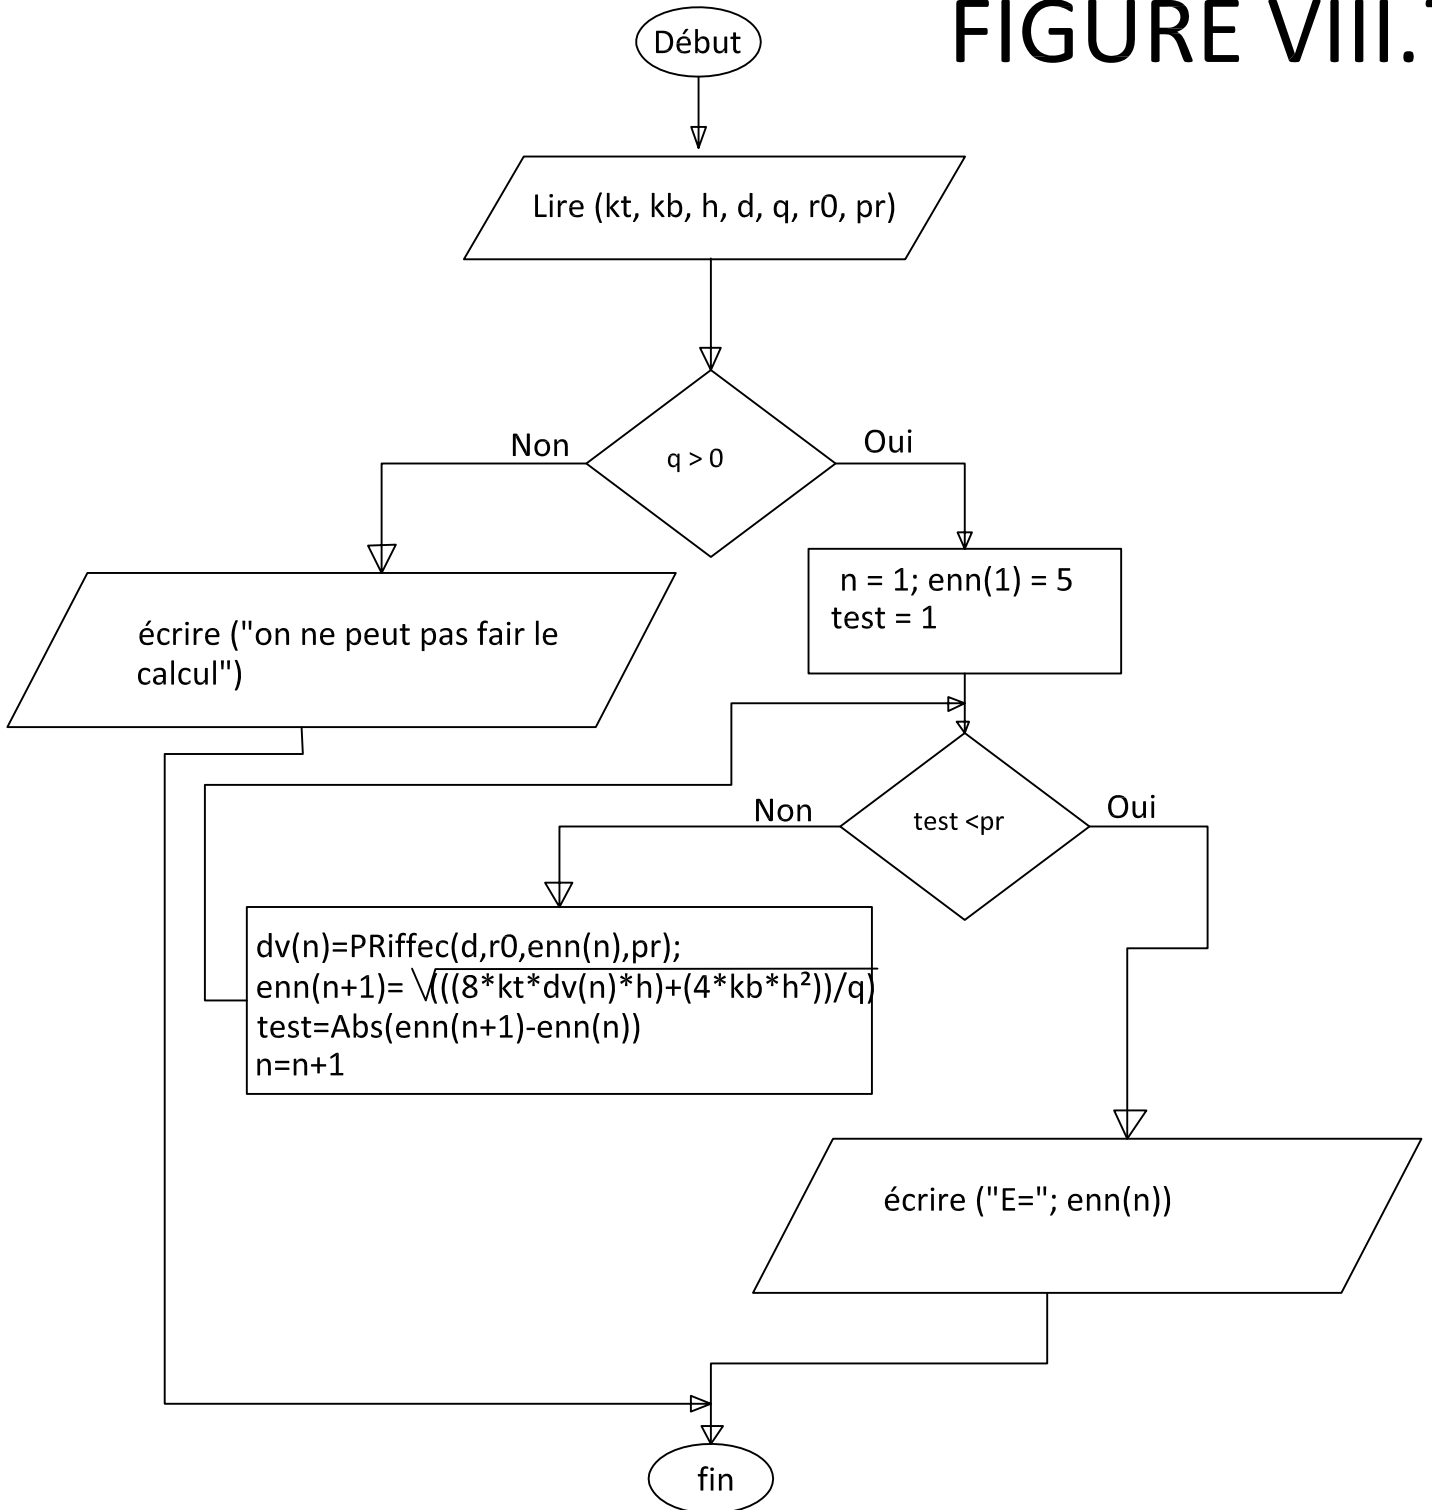 FIGURE VIII.
Début
Lire (kt, kb, h, d, q, r0, pr)
Non
Oui
q > 0
n = 1; enn(1) = 5
test = 1
écrire ("on ne peut pas fair le
calcul")
Non
Oui
test <pr
dv(n)=PRiffec(d,r0,enn(n),pr);
enn(n+1)= √(((8*kt*dv(n)*h)+(4*kb*h²))/q)
test=Abs(enn(n+1)-enn(n))
n=n+1
écrire ("E="; enn(n))
fin